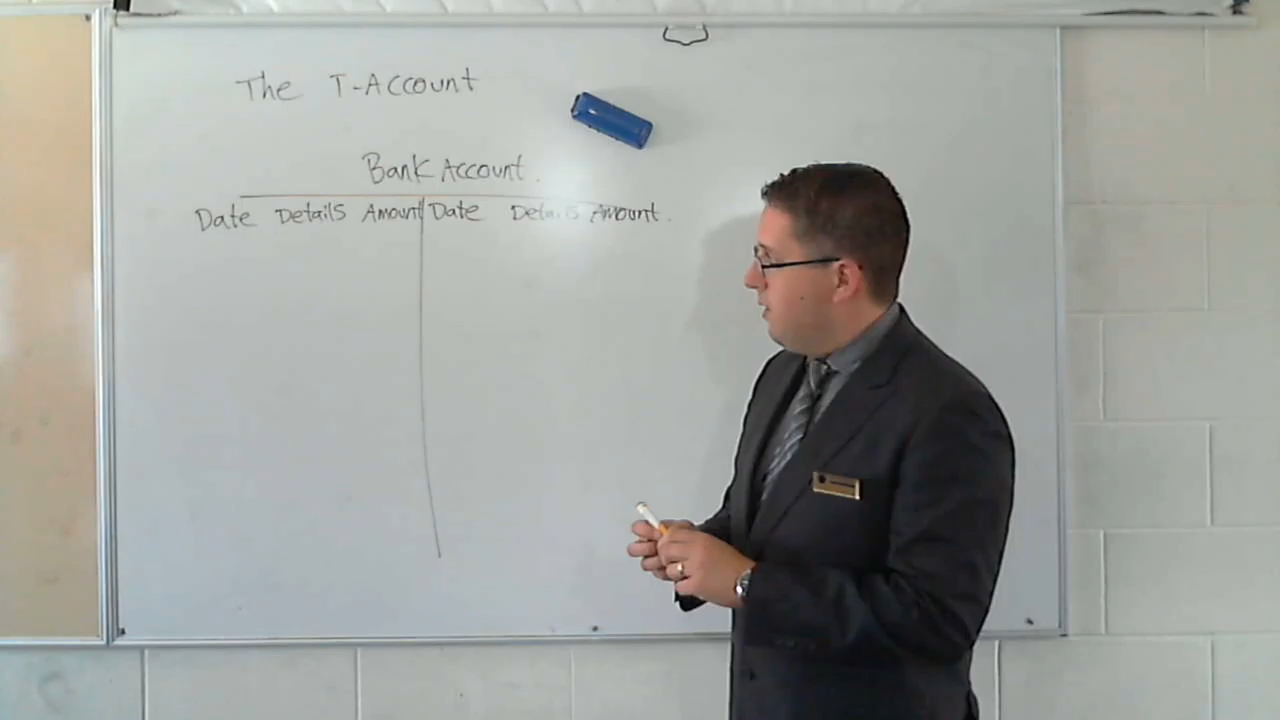 The T-Account
Bank Account.
Date Details Amount Date Details Amount.